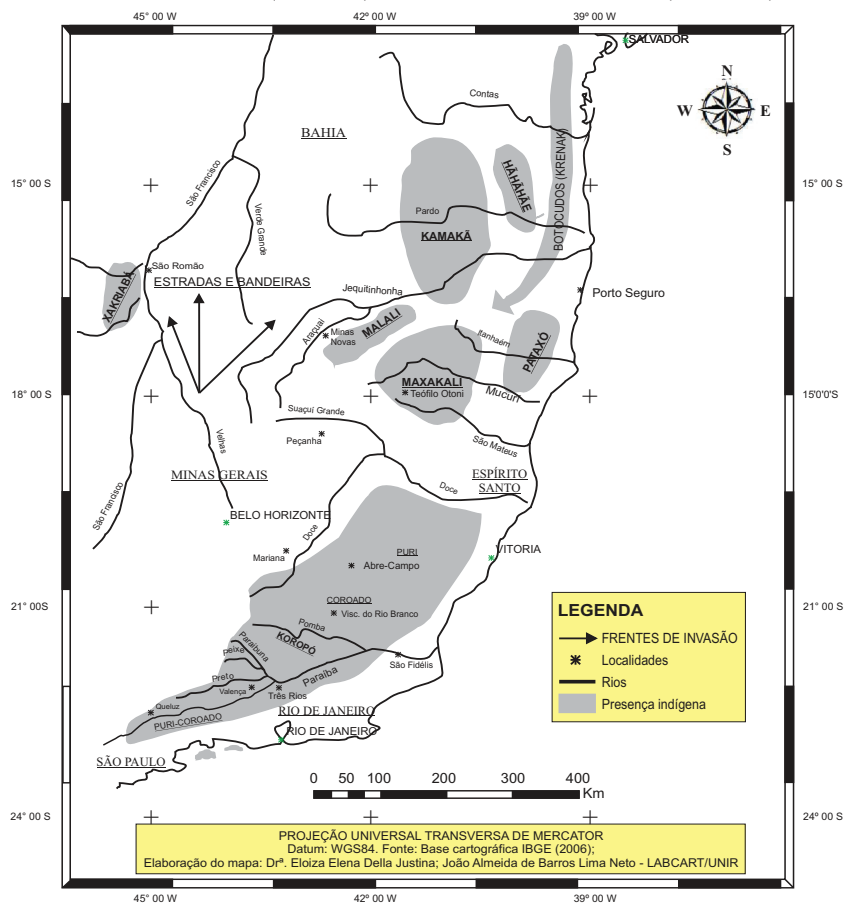 45° 00' W
42° 00' W
39° 00' W
SALVADOR
N
W
E
S
Contas
BAHIA
São Francisco
Verde Grande
HÃHÃHÃE
BOTOCUDOS (KRENAK)
15° 00 S
15° 00' S
Pardo
KAMAKÃ
XAKRIABÁ
São Romão
ESTRADAS E BANDEIRAS
Jequitinhonha
Porto Seguro
Araçuaí
Minas
Novas
MALALI
Itanhaém
PATAXÓ
18° 00' S
15'0'0'S
MAXAKALI
Teófilo Otoni
Mucuri
Suaçuí Grande
Peçanha
São Mateus
Velhas
MINAS GERAIS
ESPÍRITO
SANTO
São Francisco
Doce
BELO HORIZONTE
Doce
Mariana
PURI
Abre-Campo
VITORIA
21° 00'S
21° 00' S
COROADO
Visc. do Rio Branco
Pomba
KOROPÓ
Paraibuna
Peixe
São Fidélis
Preto
Valença
Paraíba
Três Rios
Queluz
PURI-COROADO
RIO DE JANEIRO
RIO DE JANEIRO
SÃO PAULO
LEGENDA
FRENTES DE INVASÃO
Localidades
Rios
Presença indígena
0 50 100 200 300 400
Km
24° 00' S
24° 00' S
PROJEÇÃO UNIVERSAL TRANSVERSA DE MERCATOR
Datum: WGS84. Fonte: Base cartográfica IBGE (2006);
Elaboração do mapa: Drª. Eloiza Elena Della Justina; João Almeida de Barros Lima Neto - LABCART/UNIR
45° 00' W
42° 00' W
39° 00' W